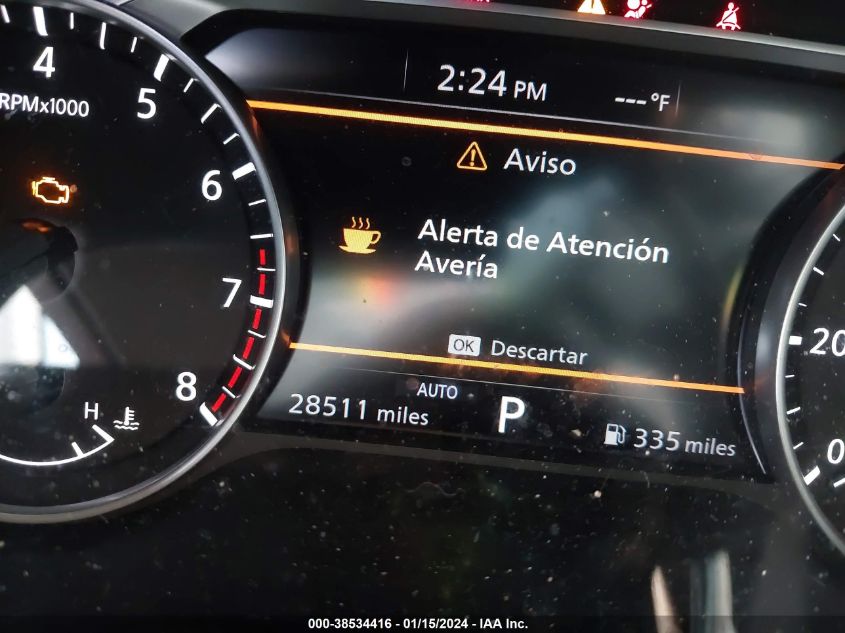 2:24 PM
---°F
4
5
RPMx1000
6
7
8
H
Aviso
Alerta de Atención
Avería
OK Descartar
AUTO
28511 miles
P
335 miles
20
0
000-38534416 - 01/15/2024 - IAA Inc.